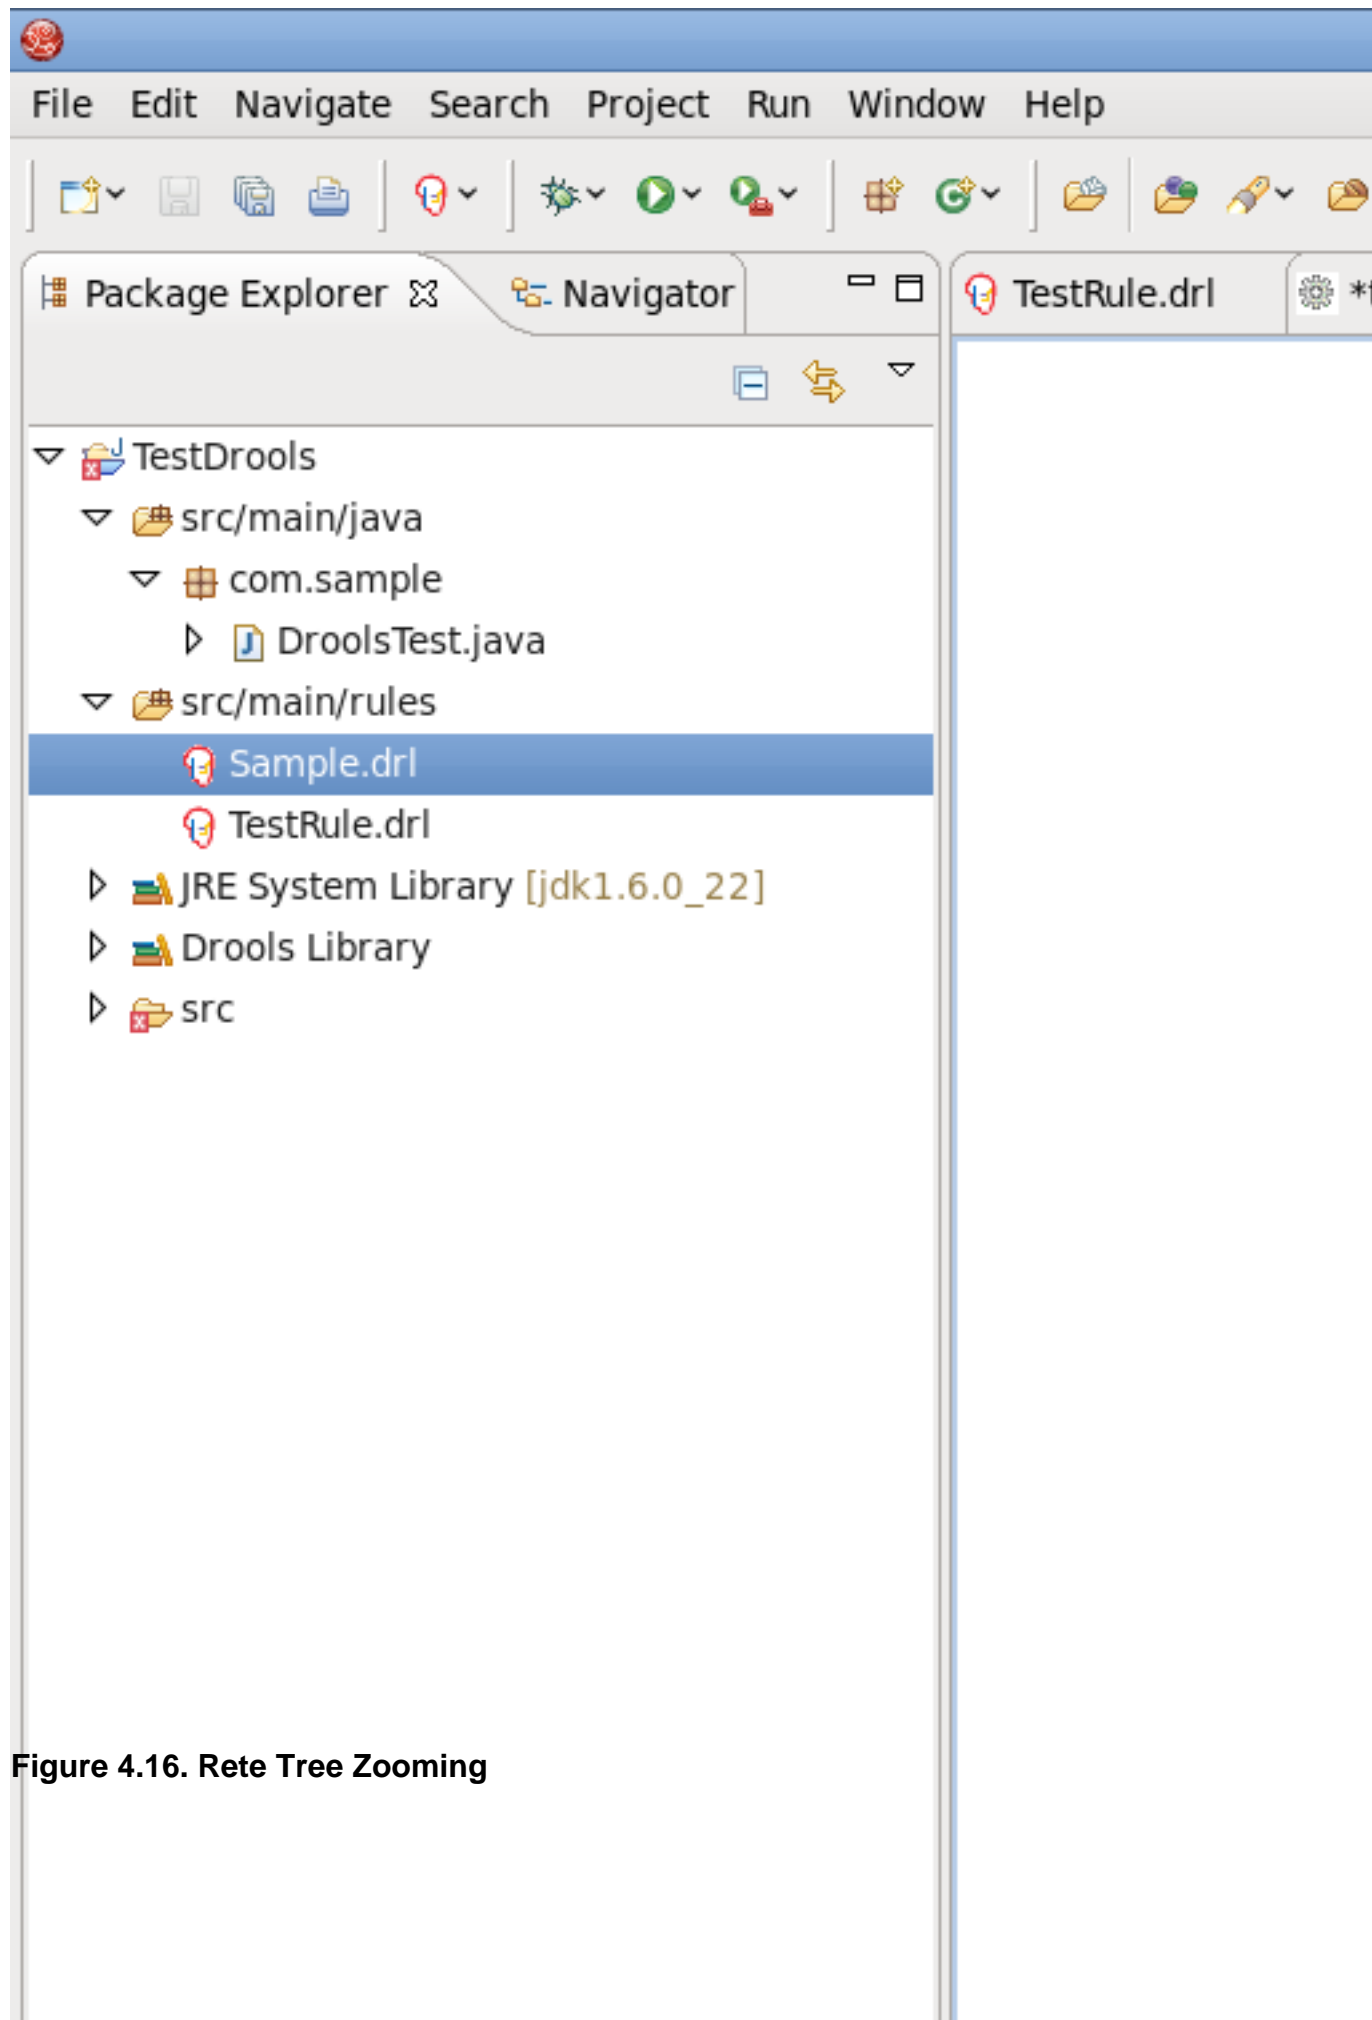 File Edit Navigate Search Project Run Window Help
Package Explorer Navigator TestRule.drl
TestDrools
src/main/java
com.sample
DroolsTest.java
src/main/rules
Sample.drl
TestRule.drl
JRE System Library [jdk1.6.0_22]
Drools Library
src
Figure 4.16. Rete Tree Zooming